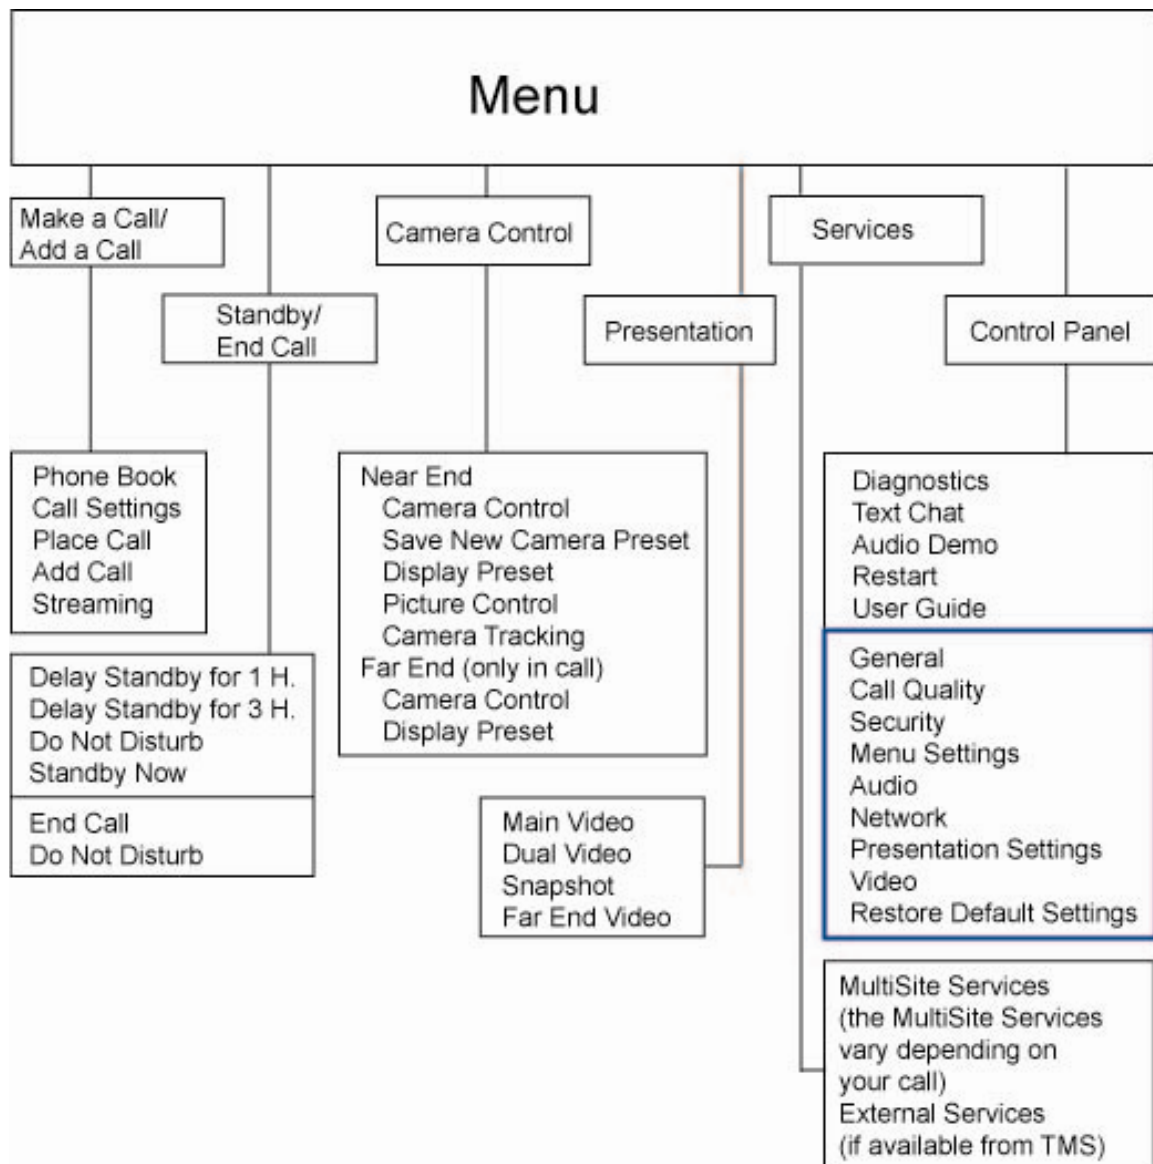 Menu
Make a Call/
Add a Call
Camera Control
Services
Standby/
End Call
Presentation
Control Panel
Phone Book
Call Settings
Place Call
Add Call
Streaming
Delay Standby for 1 H.
Delay Standby for 3 H.
Do Not Disturb
Standby Now
End Call
Do Not Disturb
Near End
Camera Control
Save New Camera Preset
Display Preset
Picture Control
Camera Tracking
Far End (only in call)
Camera Control
Display Preset
Main Video
Dual Video
Snapshot
Far End Video
Diagnostics
Text Chat
Audio Demo
Restart
User Guide
General
Call Quality
Security
Menu Settings
Audio
Network
Presentation Settings
Video
Restore Default Settings
MultiSite Services
(the MultiSite Services
vary depending on
your call)
External Services
(if available from TMS)